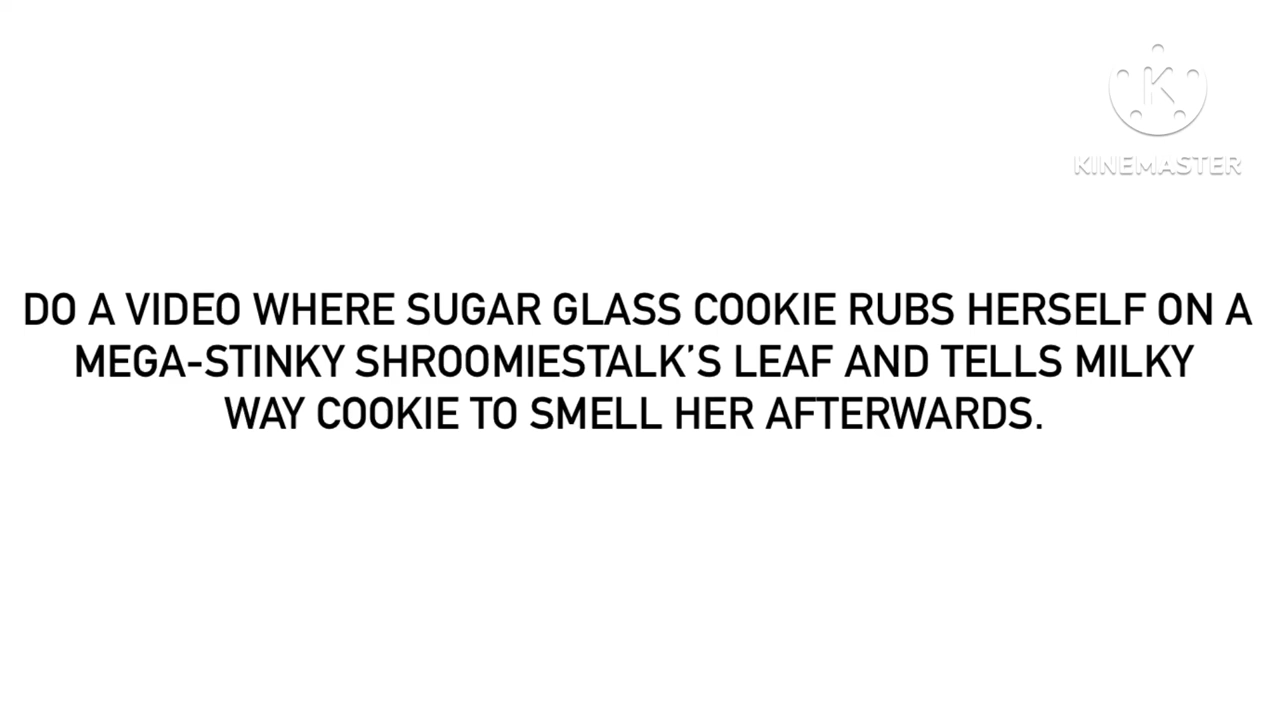 KINEMASTER
DO A VIDEO WHERE SUGAR GLASS COOKIE RUBS HERSELF ON A
MEGA-STINKY SHROOMIESTALK’S LEAF AND TELLS MILKY
WAY COOKIE TO SMELL HER AFTERWARDS.